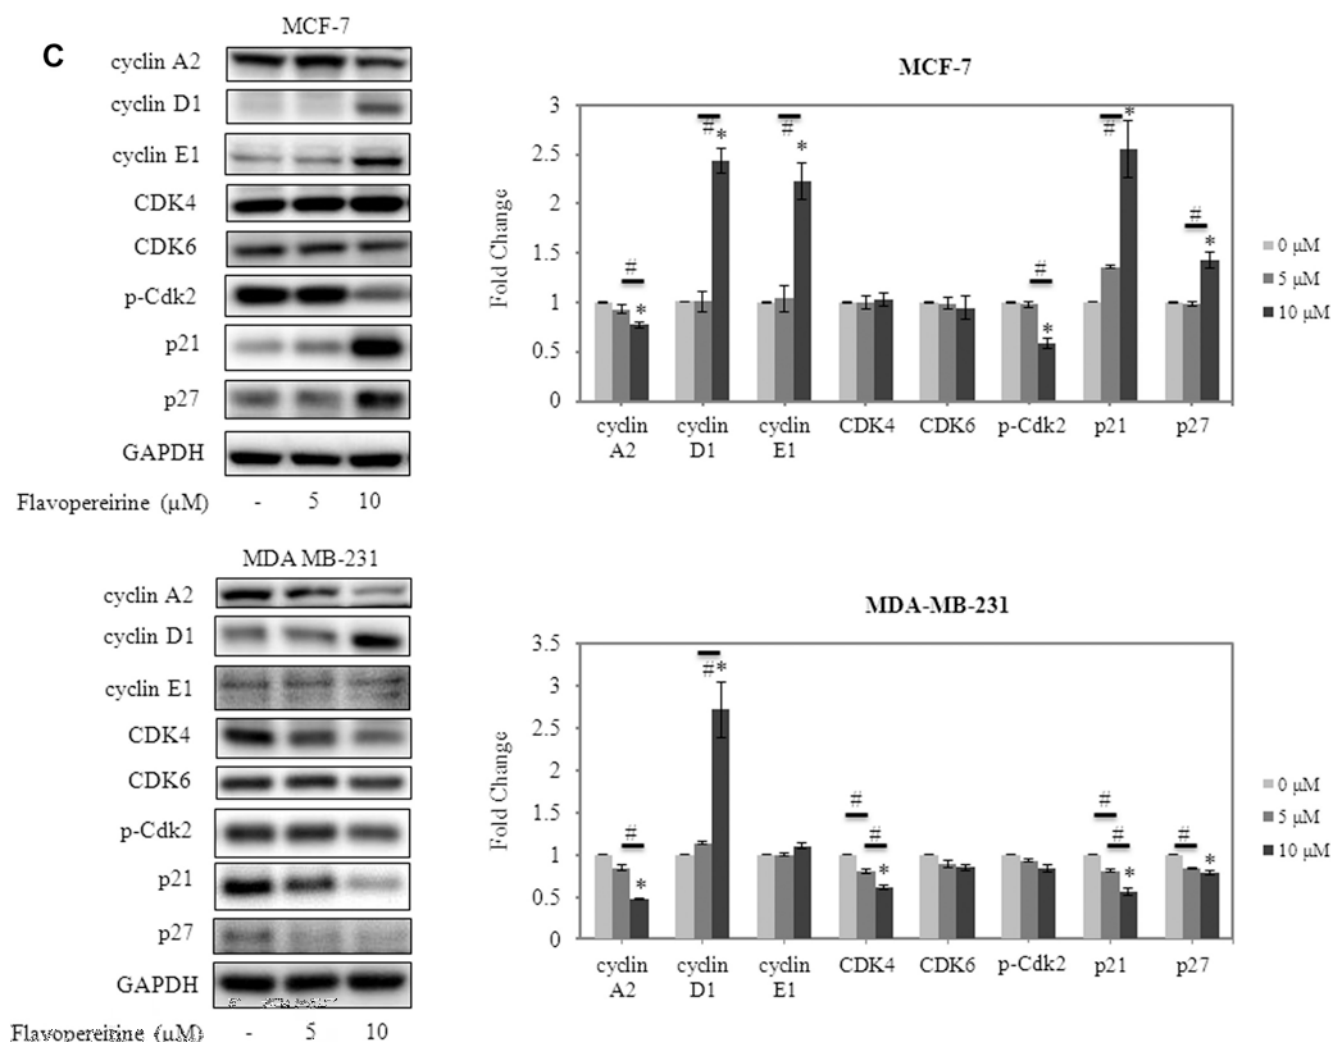 C
MCF-7
cyclin A2
cyclin D1
cyclin E1
CDK4
CDK6
p-Cdk2
p21
p27
GAPDH
Flavopereirine (µM) - 5 10
MCF-7
Fold Change
3
2.5
2
1.5
1
0.5
0
# * # * # * # * # * # *
cyclin A2
cyclin D1
cyclin E1
CDK4
CDK6
p-Cdk2
p21
p27
0 µM
5 µM
10 µM
MDA MB-231
cyclin A2
cyclin D1
cyclin E1
CDK4
CDK6
p-Cdk2
p21
p27
GAPDH
Flavopereirine (µM) - 5 10
MDA-MB-231
Fold Change
3.5
3
2.5
2
1.5
1
0.5
0
# * # * # # * # # * # *
cyclin A2
cyclin D1
cyclin E1
CDK4
CDK6
p-Cdk2
p21
p27
0 µM
5 µM
10 µM